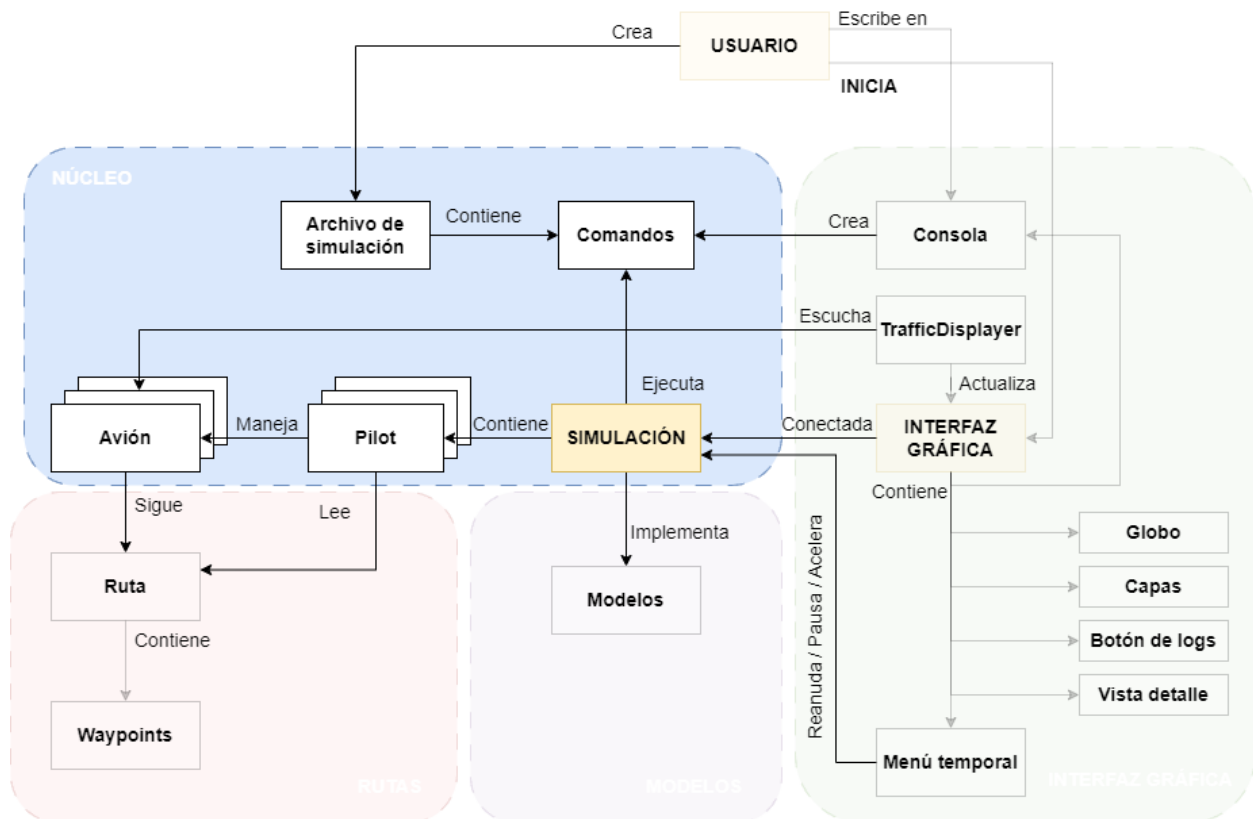 Escribe en
Crea
USUARIO
INICIA
NÚCLEO
Archivo de
simulación
Contiene
Comandos
Crea
Consola
Escucha
TrafficDisplayer
Ejecuta
Actualiza
Avión
Maneja
Pilot
Contiene
SIMULACIÓN
Conectada
INTERFAZ
GRÁFICA
Contiene
Sigue
Lee
Implementa
Reanuda / Pausa / Acelera
Globo
Ruta
Modelos
Capas
Contiene
Botón de logs
Vista detalle
Waypoints
Menú temporal
RUTAS
MODELOS
INTERFAZ GRÁFICA